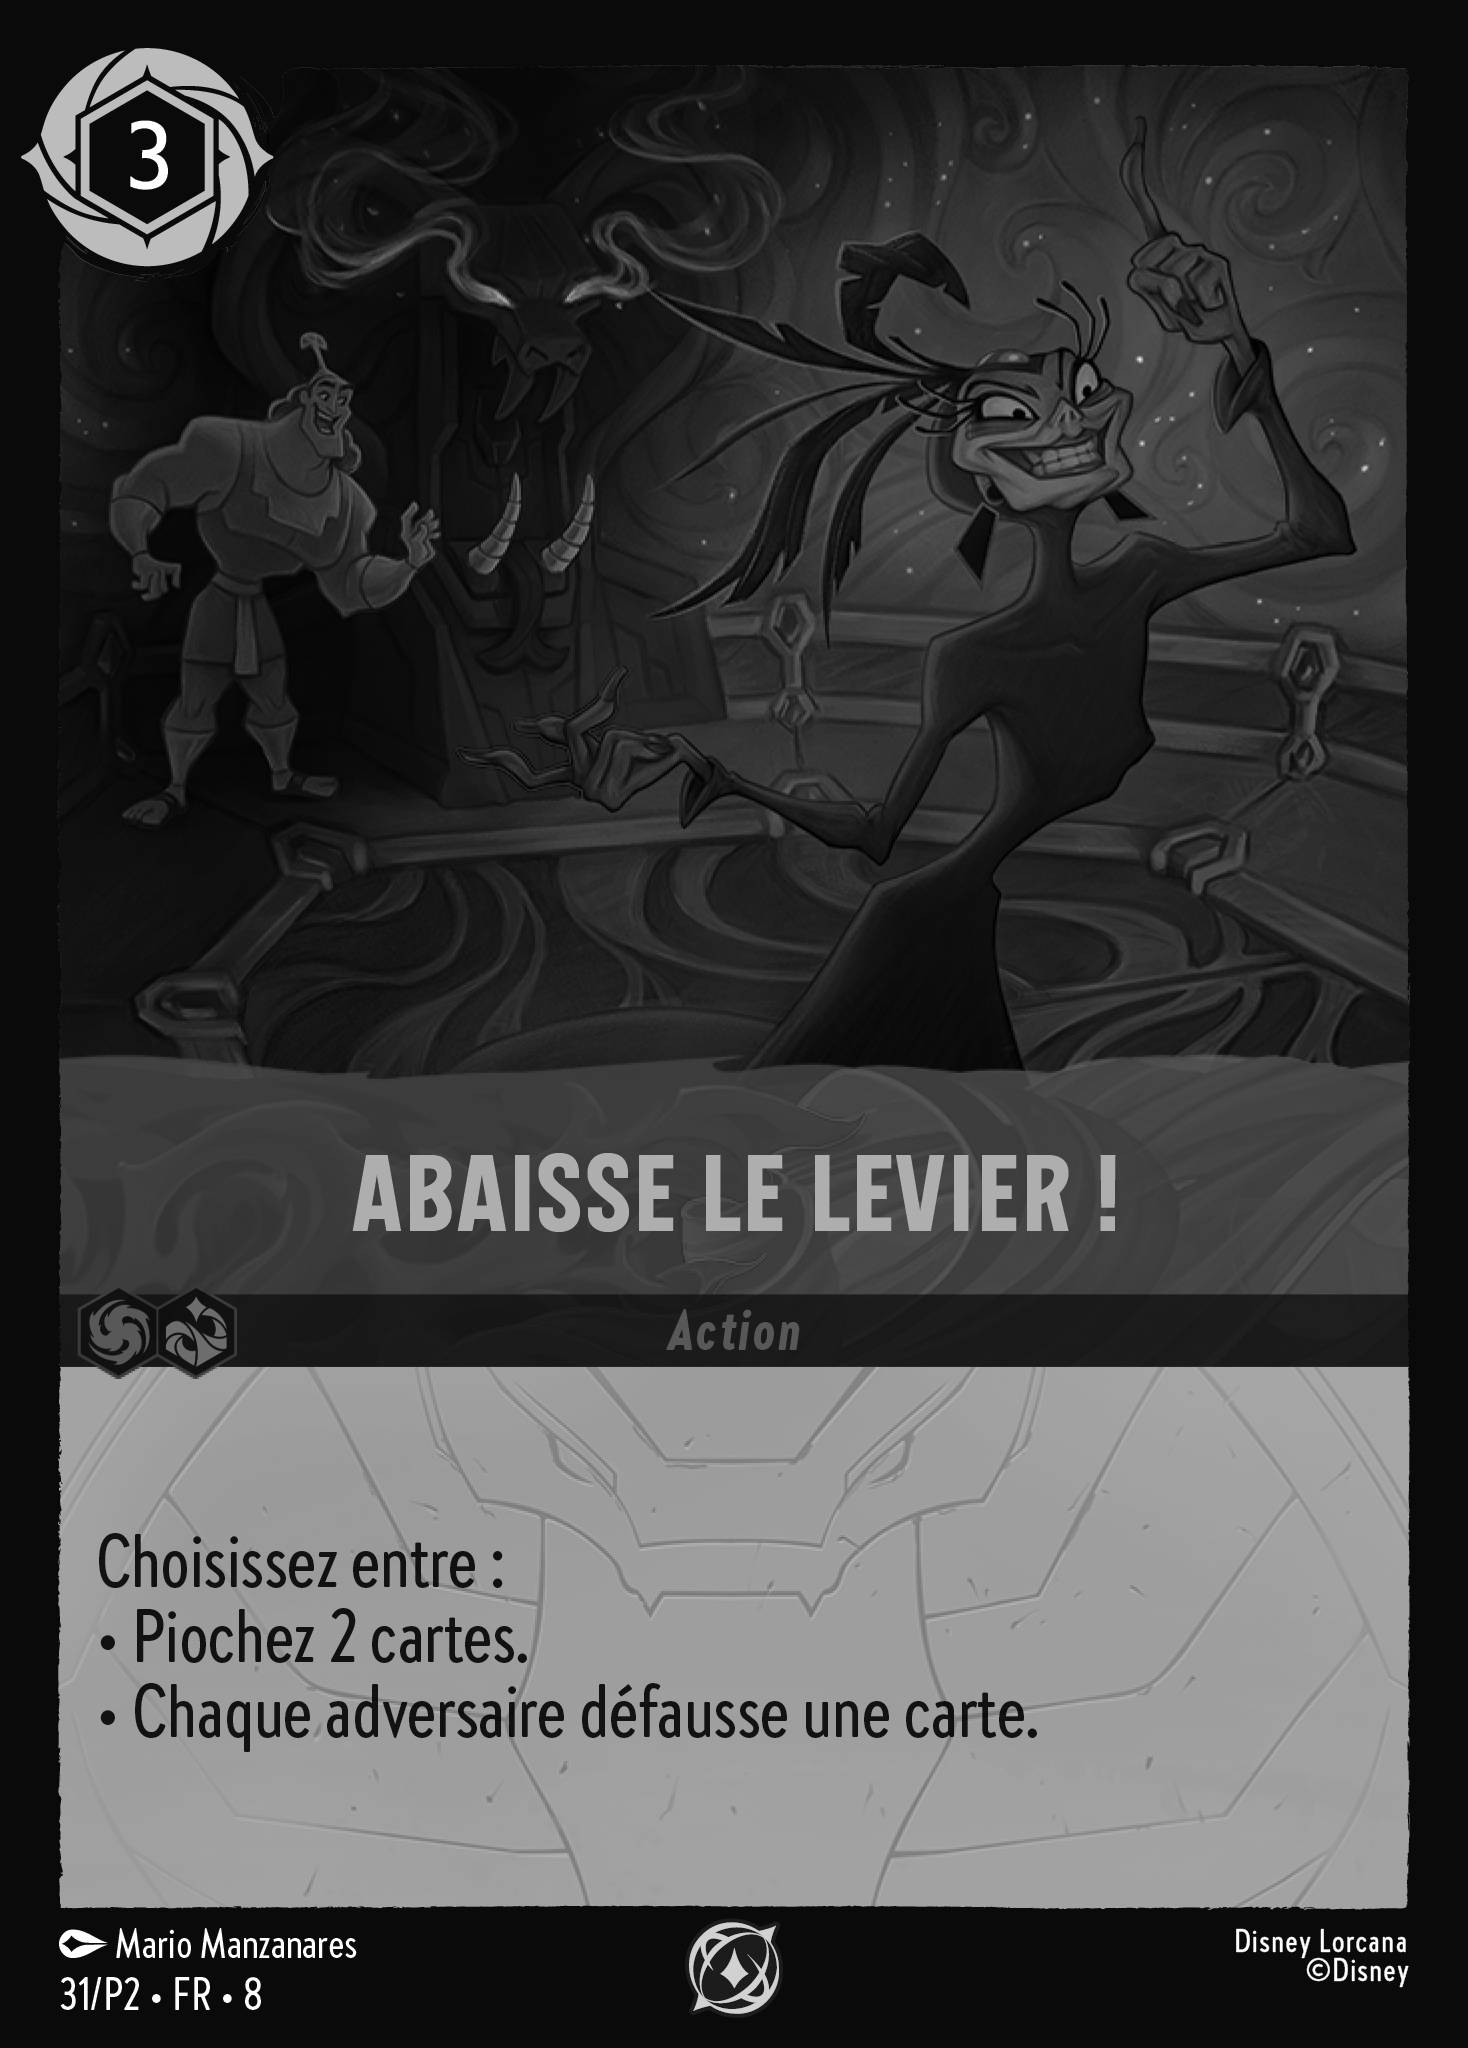 3
ABAISSE LE LEVIER !
Action
Choisissez entre :
• Piochez 2 cartes.
• Chaque adversaire défausse une carte.
Mario Manzanares
31/P2 • FR • 8
Disney Lorcana
©Disney